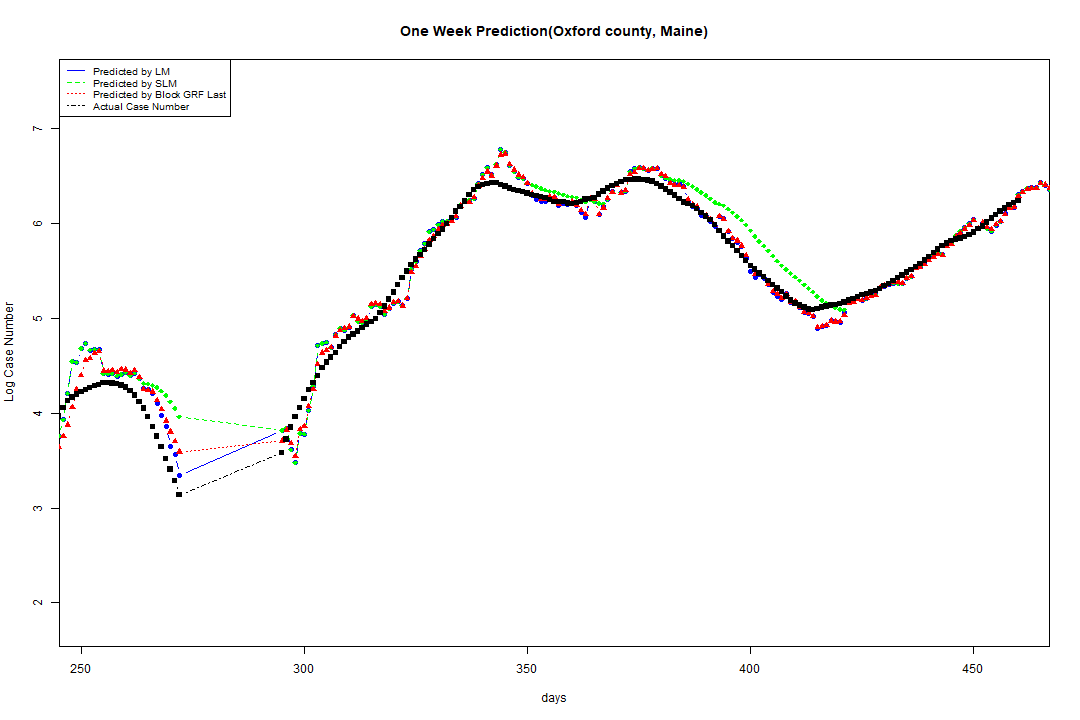 One Week Prediction(Oxford county, Maine)
Predicted by LM
Predicted by SLM
Predicted by Block GRF Last
Actual Case Number
Log Case Number
7
6
5
4
3
2
250 300 350 400 450
days